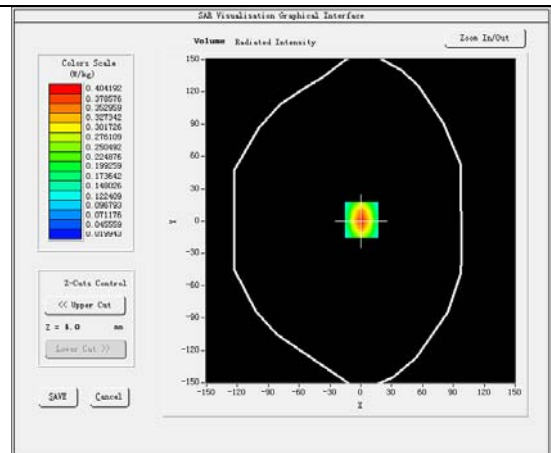 SAR Visualisation Graphical Interface
Volume Radiated Intensity
Zoom In/Out
Colors Scale
(W/kg)
0.404192
0.378576
0.352959
0.327342
0.301726
0.276109
0.250492
0.224876
0.199259
0.173642
0.148026
0.122409
0.096793
0.071176
0.045559
0.019943
150
120
90
60
30
0
-30
-60
-90
-120
-150
Y
-150 -120 -90 -60 -30 0 30 60 90 120 150
X
Z-Cuts Control
<< Upper Cut
Z = 4.0 mm
Lower Cut >>
SAVE Cancel